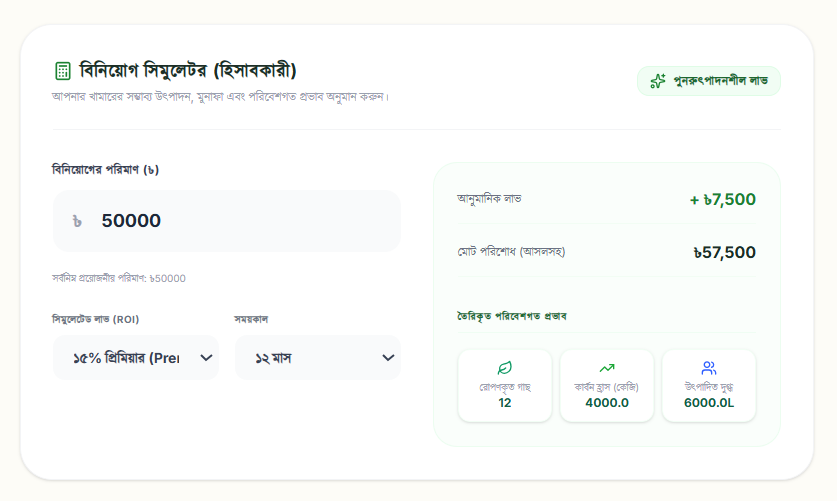 বিনিয়োগ সিমুলেটর (হিসাবকারী)
আপনার খামারের সম্ভাব্য উৎপাদন, মুনাফা এবং পরিবেশগত প্রভাব অনুমান করুন।
পুনরুৎপাদনশীল লাভ
বিনিয়োগের পরিমাণ (৳)
৳ 50000
সর্বনিম্ন প্রয়োজনীয় পরিমাণ: ৳50000
সিমুলেটেড লাভ (ROI)
সময়কাল
১৫% প্রিমিয়ার (Prer
১২ মাস
আনুমানিক লাভ
+ ৳7,500
মোট পরিশোধ (আসলসহ)
৳57,500
তৈরিকৃত পরিবেশগত প্রভাব
রোপণকৃত গাছ
12
কার্বন হ্রাস (কেজি)
4000.0
উৎপাদিত দুগ্ধ
6000.0L